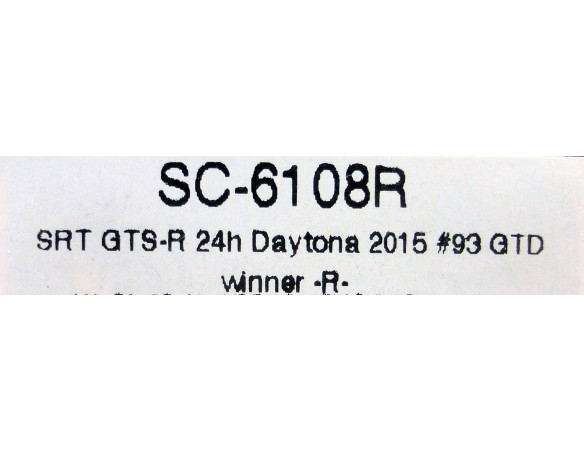 SC-6108R
SRT GTS-R 24h Daytona 2015 #93 GTD
winner -R-